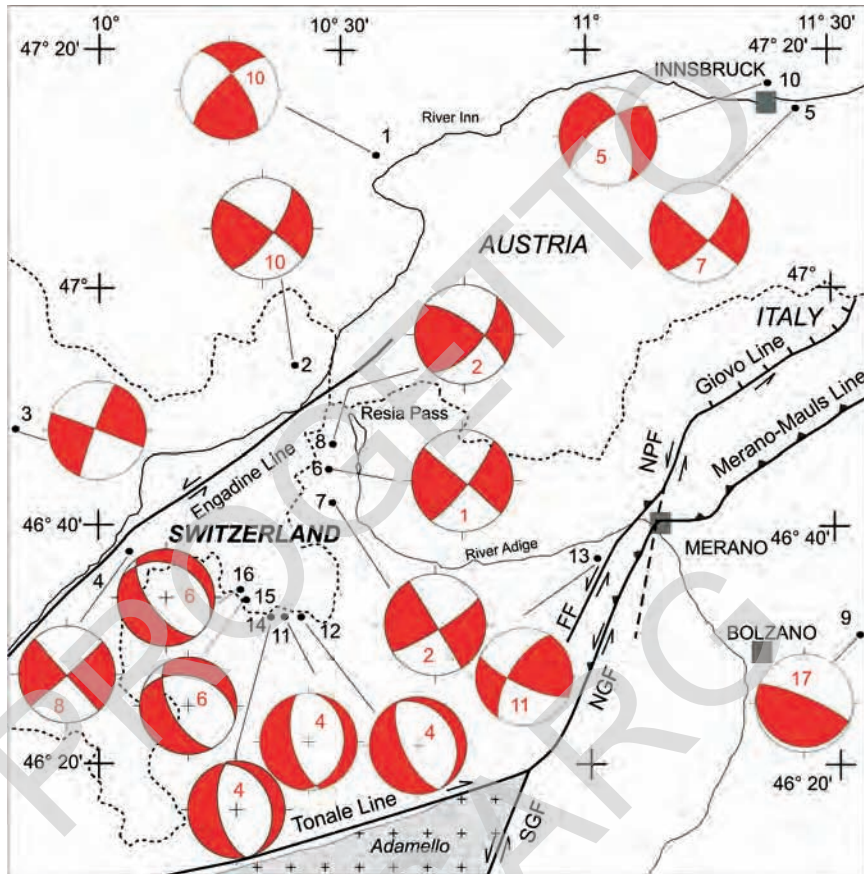 10°
10° 30'
11°
11° 30'
47° 20'
47° 20'
INNSBRUCK
10
5
River Inn
1
10
5
7
10
AUSTRIA
47°
47°
ITALY
2
2
Giovo Line
Merano-Mauls Line
3
Resia Pass
8
6
7
1
NPF
Engadine Line
46° 40'
46° 40'
SWITZERLAND
River Adige
13
MERANO
4
16
15
14
11
12
6
FF
9
BOLZANO
2
11
NGF
17
8
6
4
4
46° 20'
46° 20'
4
Tonale Line
SGF
Adamello
PROGETTO
CARG